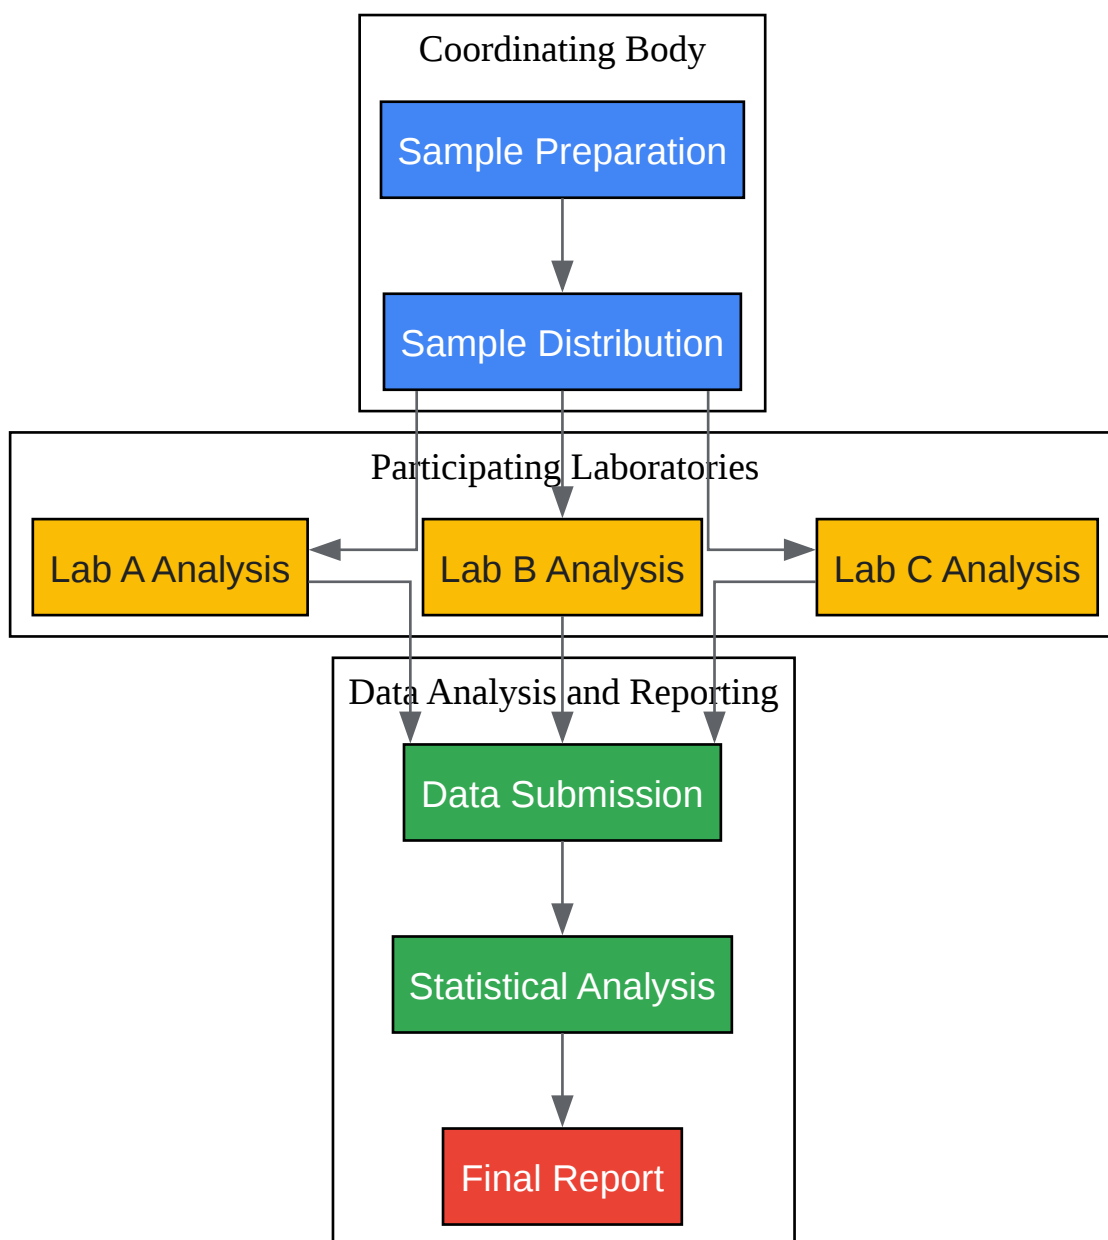 Coordinating Body
Sample Preparation
Sample Distribution
Participating Laboratories
Lab A Analysis
Lab B Analysis
Lab C Analysis
Data Analysis and Reporting
Data Submission
Statistical Analysis
Final Report